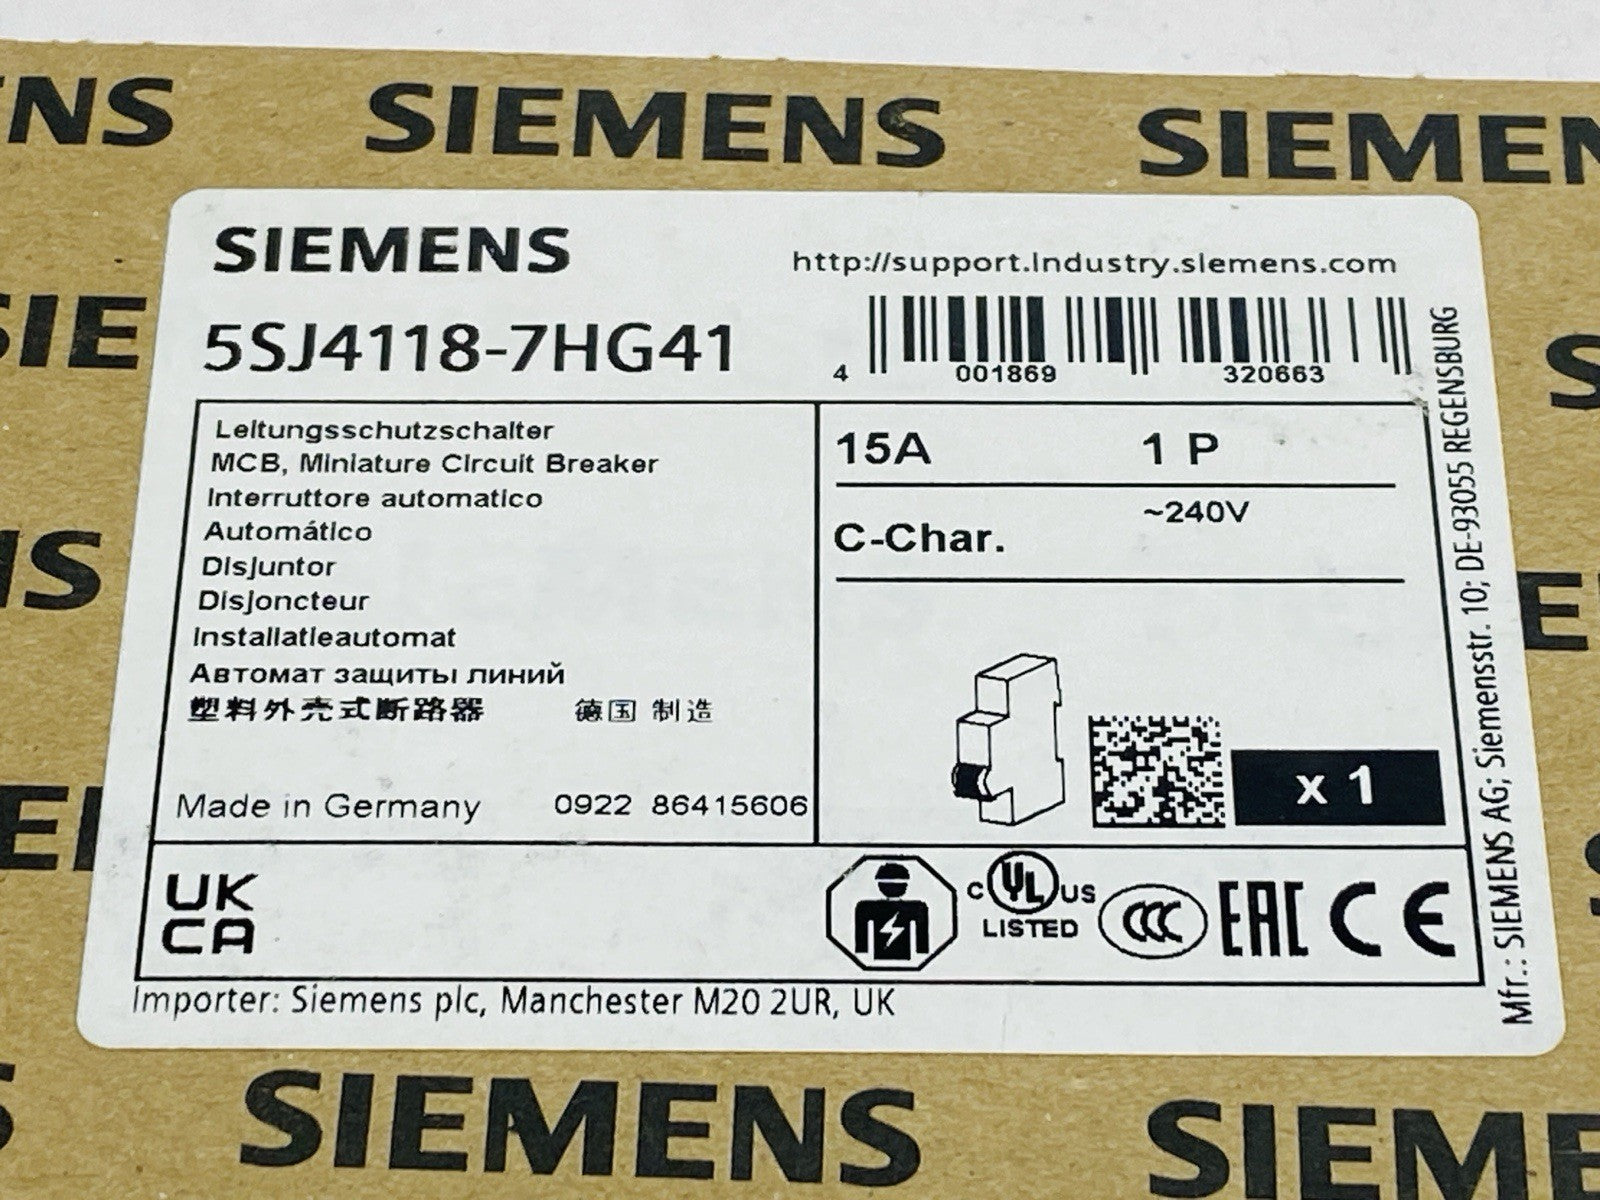 SIEMENS
SIEMENS
SIEMENS
http://support.industry.siemens.com
5SJ4118-7HG41
4 001869 320663
Leitungsschutzschalter
MCB, Miniature Circuit Breaker
Interruttore automatico
Automático
Disjuntor
Disjoncteur
Installatieautomat
Автомат защиты линий
塑料外壳式断路器 德国 制造
Made in Germany 0922 86415606
15A 1 P
~240V
C-Char.
x 1
UK
CA
C UL US
LISTED
CCC
EAC
CE
Importer: Siemens plc, Manchester M20 2UR, UK
Mfr.: SIEMENS AG; Siemensstr. 10; DE-93055 REGENSBURG
SIEMENS
SIEMENS